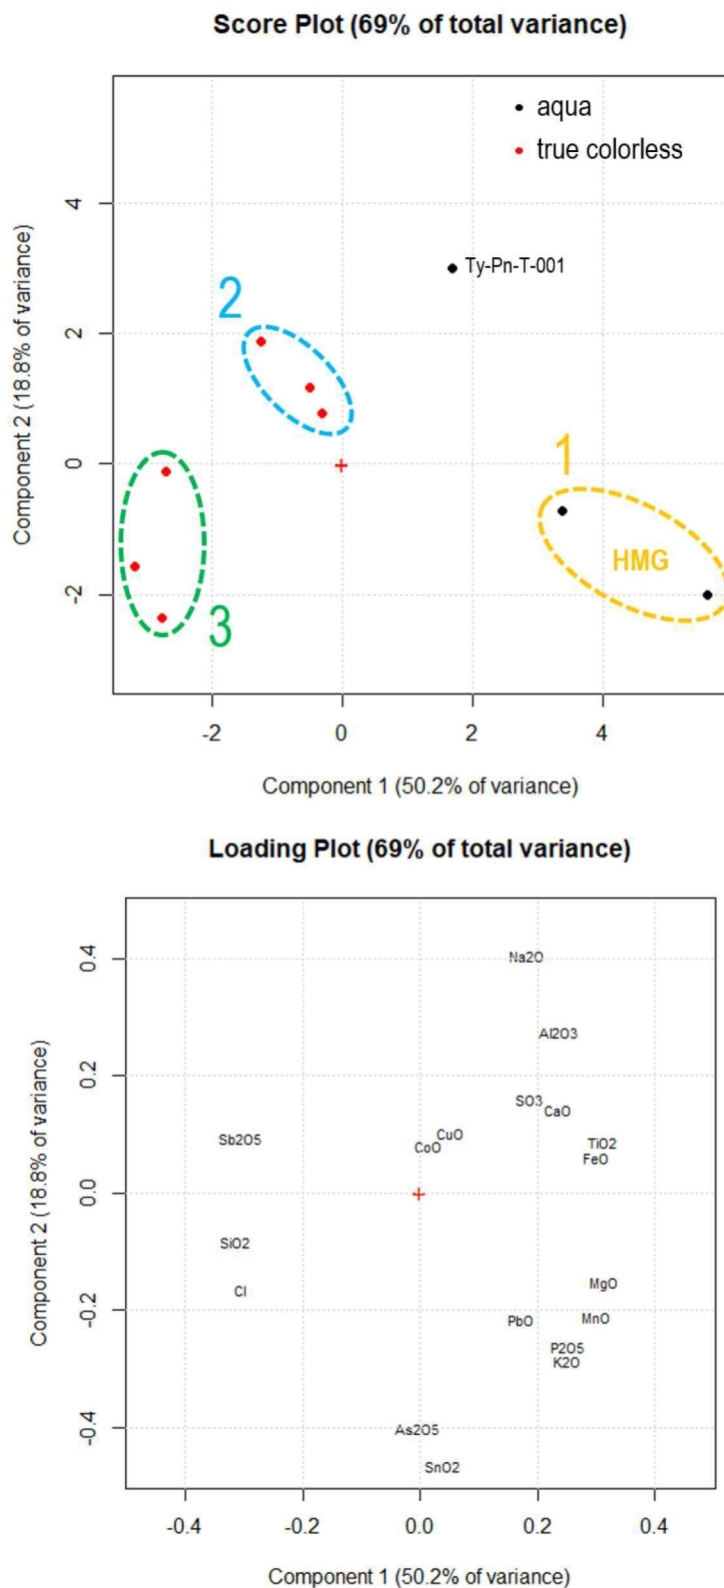 Score Plot (69% of total variance)
aqua
true colorless
Ty-Pn-T-001
2
1
HMG
3
Component 2 (18.8% of variance)
4
2
0
-2
-2
0
2
4
Component 1 (50.2% of variance)
Loading Plot (69% of total variance)
Na2O
Al2O3
SO3
CaO
CuO
CoO
Sb2O5
TiO2
FeO
SiO2
Cl
MgO
PbO
MnO
P2O5
K2O
As2O5
SnO2
Component 2 (18.8% of variance)
0.4
0.2
0.0
-0.2
-0.4
-0.4
-0.2
0.0
0.2
0.4
Component 1 (50.2% of variance)